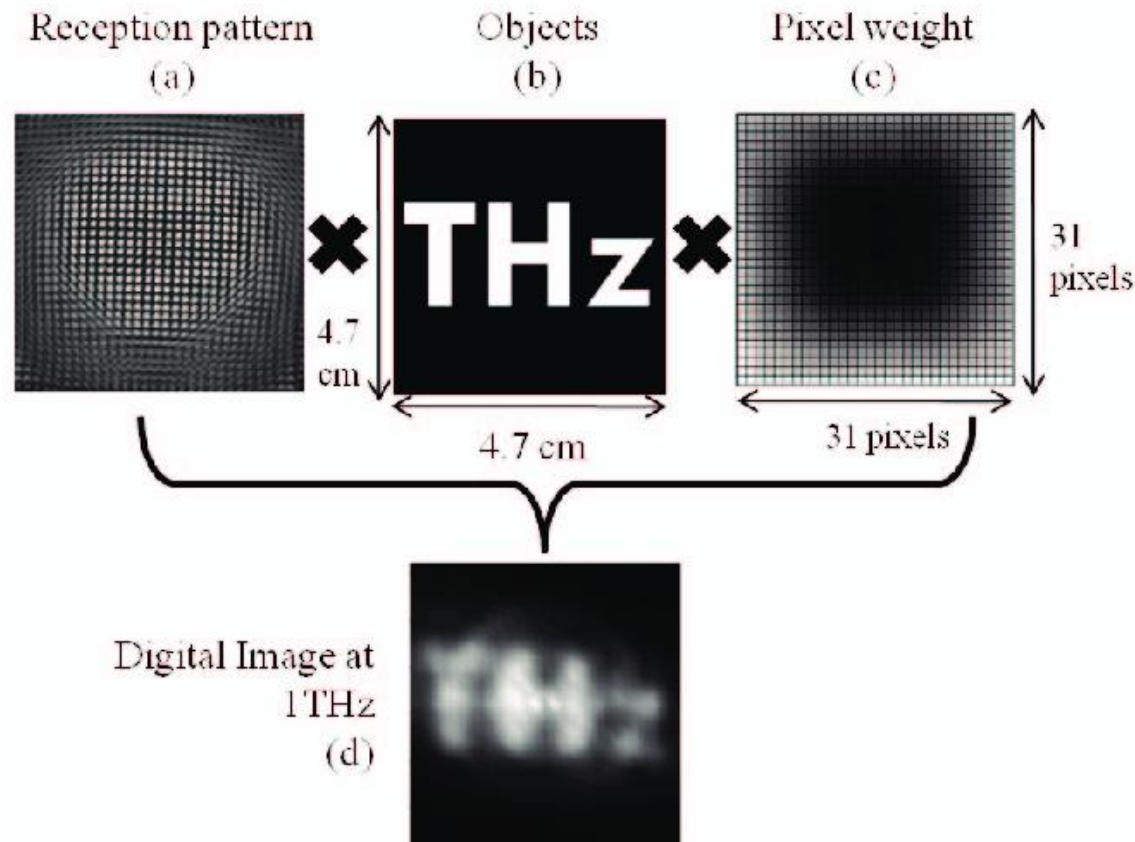 Reception pattern
(a)
Objects
(b)
Pixel weight
(c)
THz
4.7
cm
4.7 cm
31
pixels
31 pixels
Digital Image at
1THz
(d)
THz